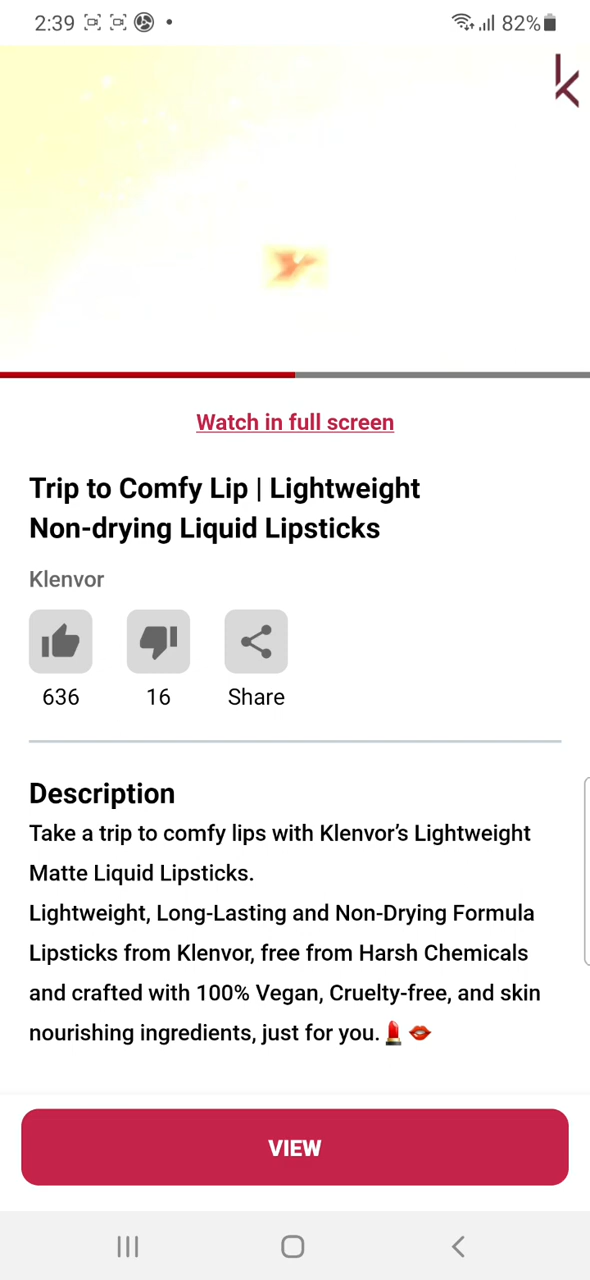 2:39
82%
k
Watch in full screen
Trip to Comfy Lip | Lightweight
Non-drying Liquid Lipsticks
Klenvor
636
16
Share
Description
Take a trip to comfy lips with Klenvor’s Lightweight
Matte Liquid Lipsticks.
Lightweight, Long-Lasting and Non-Drying Formula
Lipsticks from Klenvor, free from Harsh Chemicals
and crafted with 100% Vegan, Cruelty-free, and skin
nourishing ingredients, just for you.💄👄
VIEW